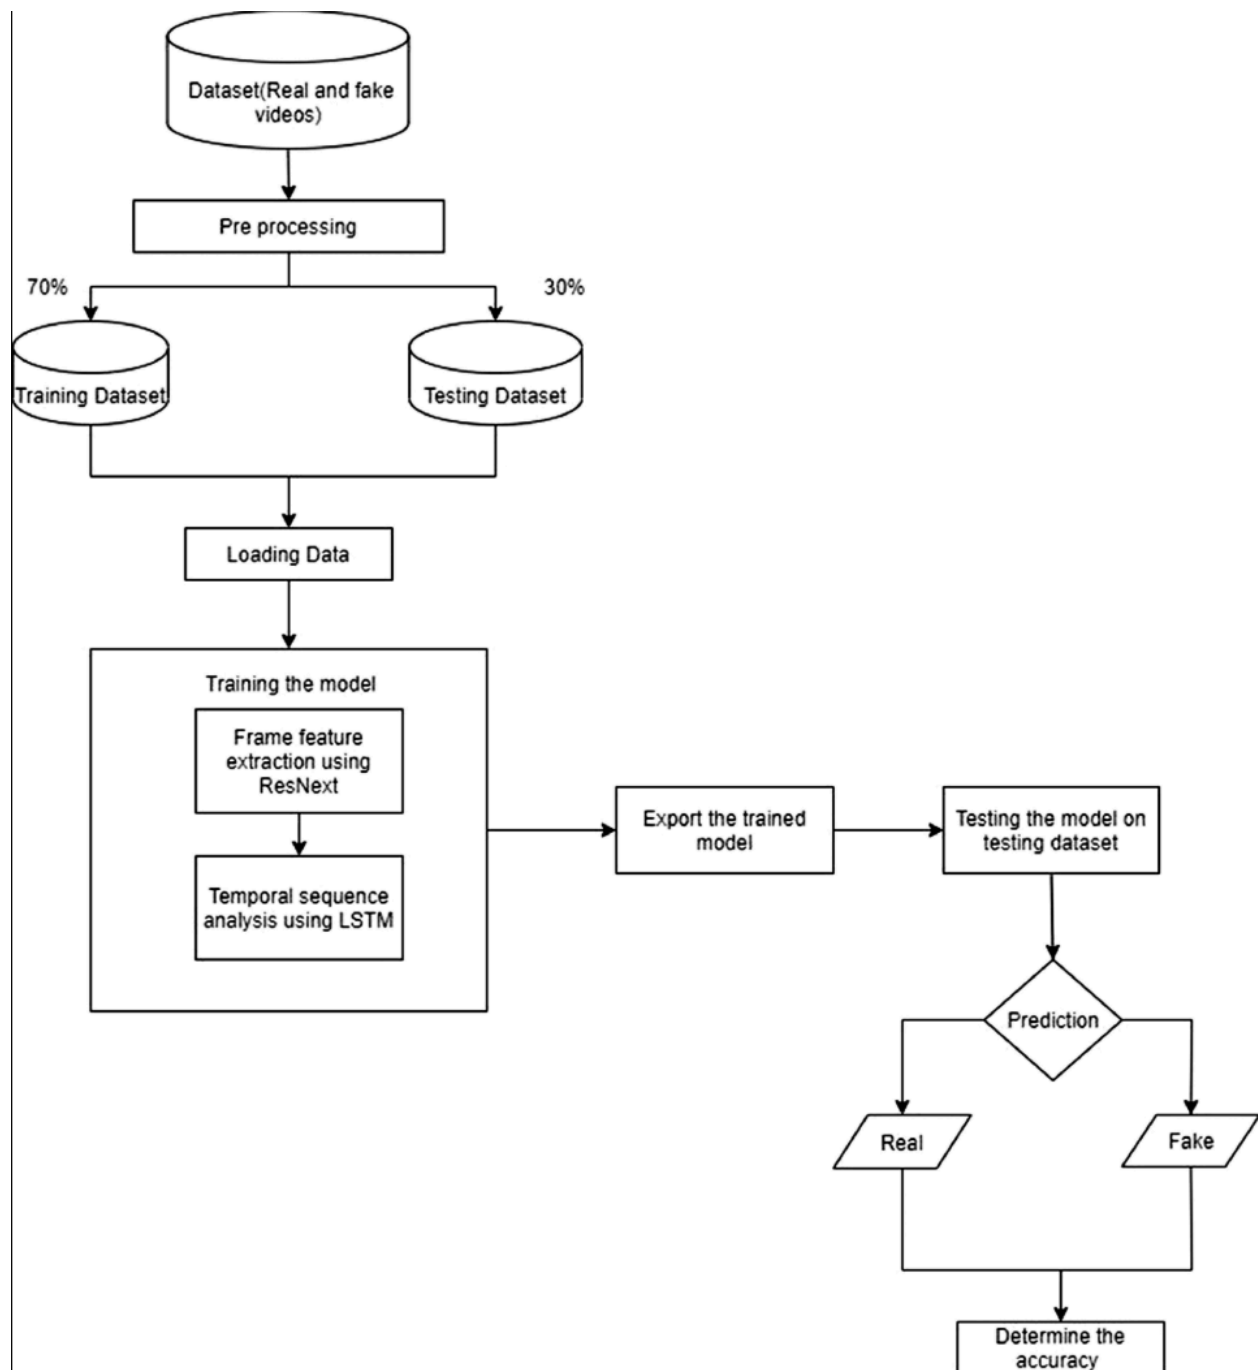 Dataset(Real and fake
videos)
Pre processing
70%
30%
Training Dataset
Testing Dataset
Loading Data
Training the model
Frame feature
extraction using
ResNext
Temporal sequence
analysis using LSTM
Export the trained
model
Testing the model on
testing dataset
Prediction
Real
Fake
Determine the
accuracy